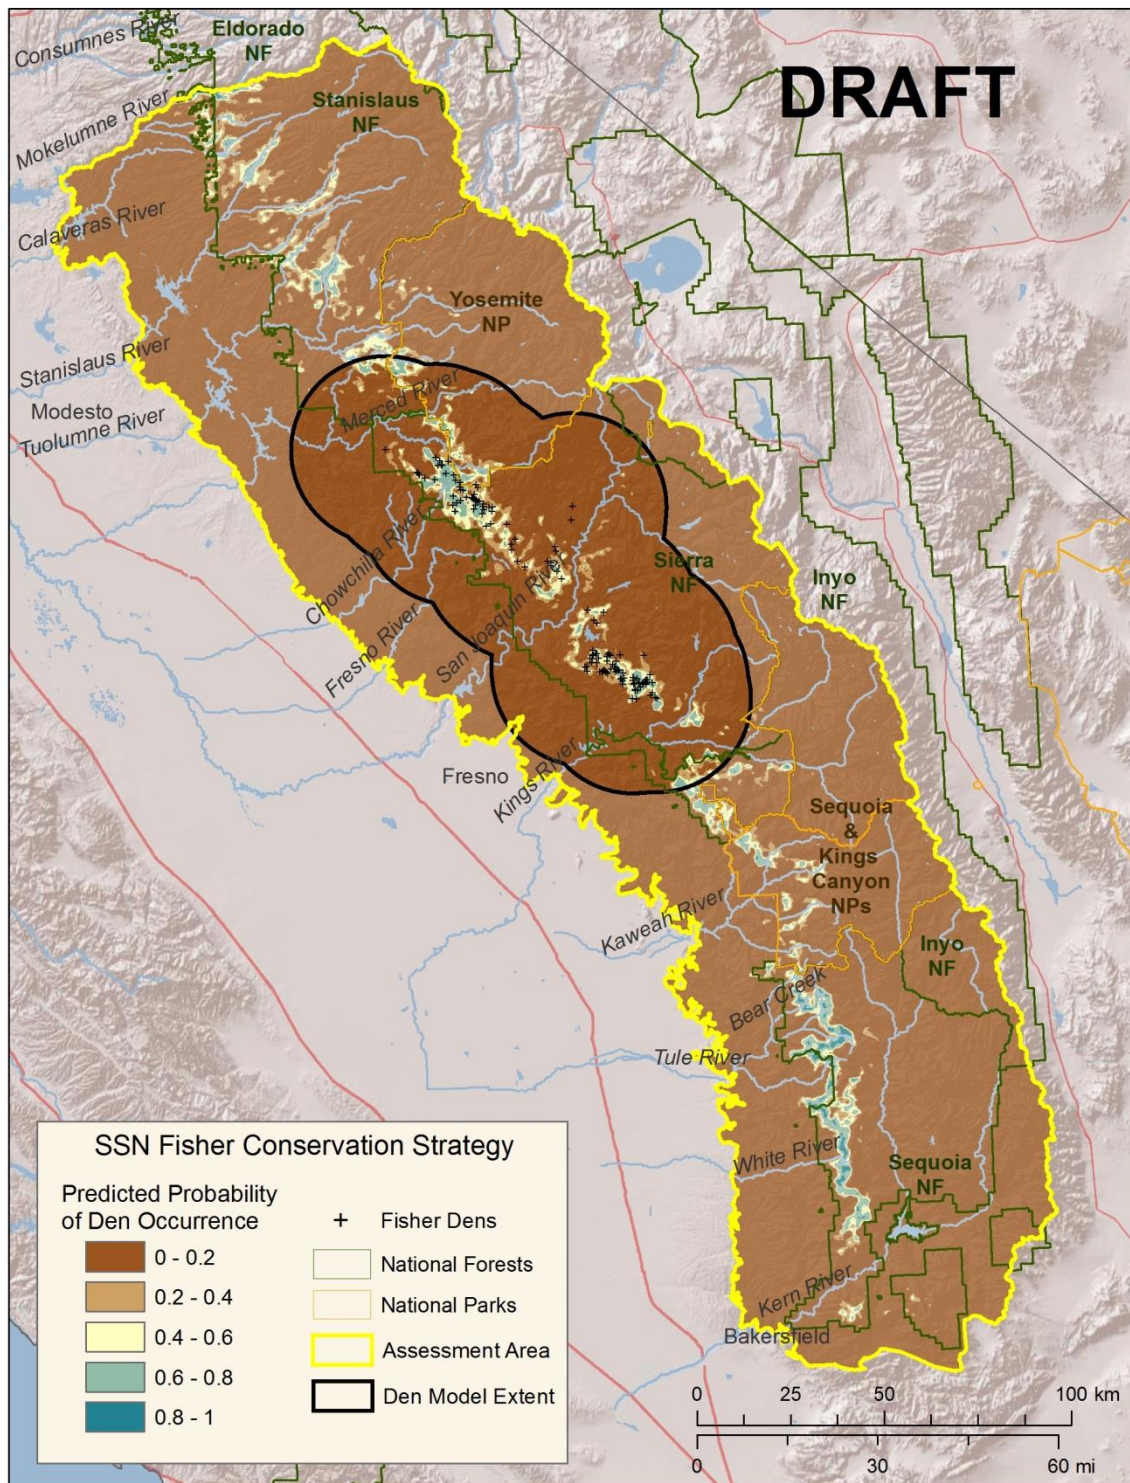 Consumnes River
Eldorado
NF
DRAFT
Mokelumne River
Stanislaus
NF
Calaveras River
Yosemite
NP
Stanislaus River
Modesto
Tuolumne River
Merced River
Chowchilla River
Fresno River
San Joaquin River
Sierra
NF
Inyo
NF
Fresno
Kings River
Sequoia
&
Kings
Canyon
NPs
Kaweah River
Inyo
NF
Bear Creek
Tule River
White River
Sequoia
NF
Kern River
Bakersfield
SSN Fisher Conservation Strategy
Predicted Probability
of Den Occurrence
0 - 0.2
0.2 - 0.4
0.4 - 0.6
0.6 - 0.8
0.8 - 1
Fisher Dens
National Forests
National Parks
Assessment Area
Den Model Extent
0 25 50 100 km
0 30 60 mi